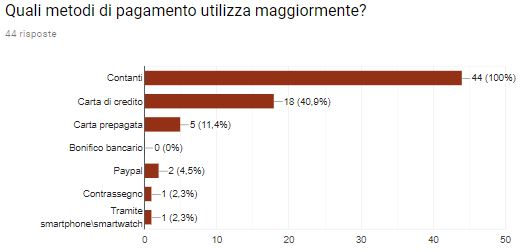 Quali metodi di pagamento utilizza maggiormente?
44 risposte
Contanti 44 (100%)
Carta di credito 18 (40,9%)
Carta prepagata 5 (11,4%)
Bonifico bancario 0 (0%)
Paypal 2 (4,5%)
Contrassegno 1 (2,3%)
Tramite
smartphone\smartwatch 1 (2,3%)
0 10 20 30 40 50